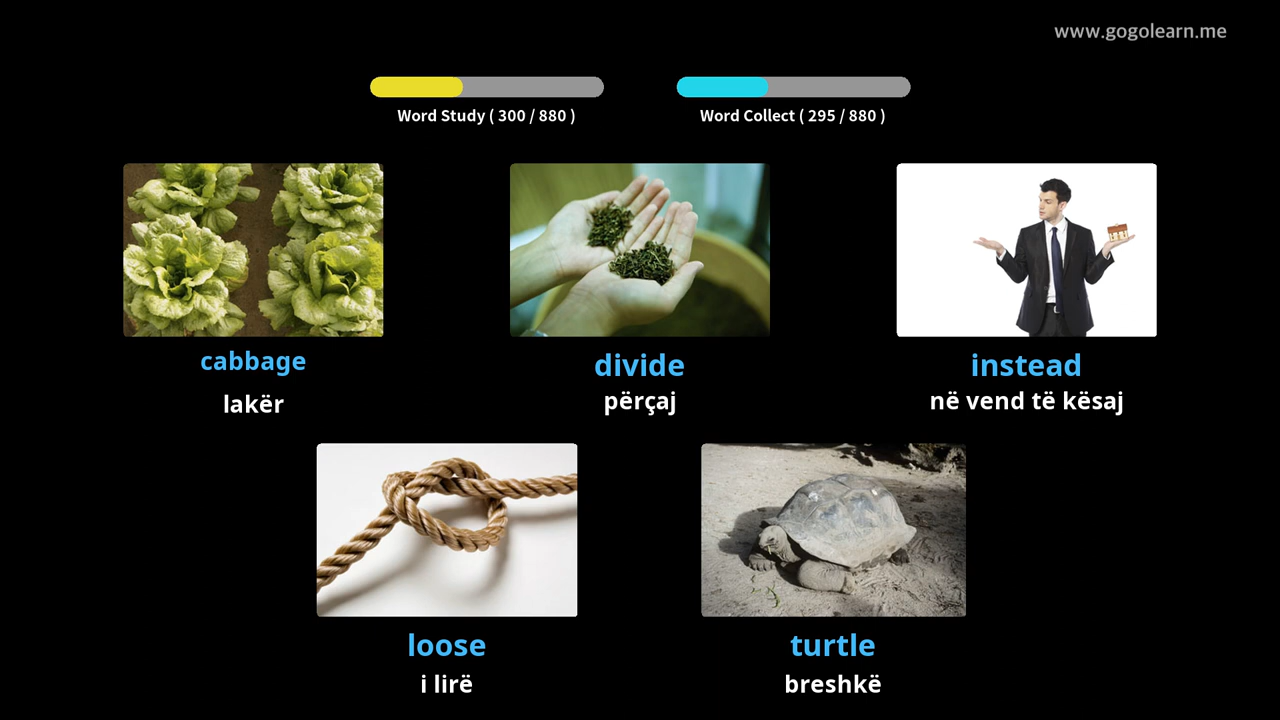 www.gogolearn.me
Word Study ( 300 / 880 )
Word Collect ( 295 / 880 )
cabbage
lakër
divide
përçaj
instead
në vend të kësaj
loose
i lirë
turtle
breshkë